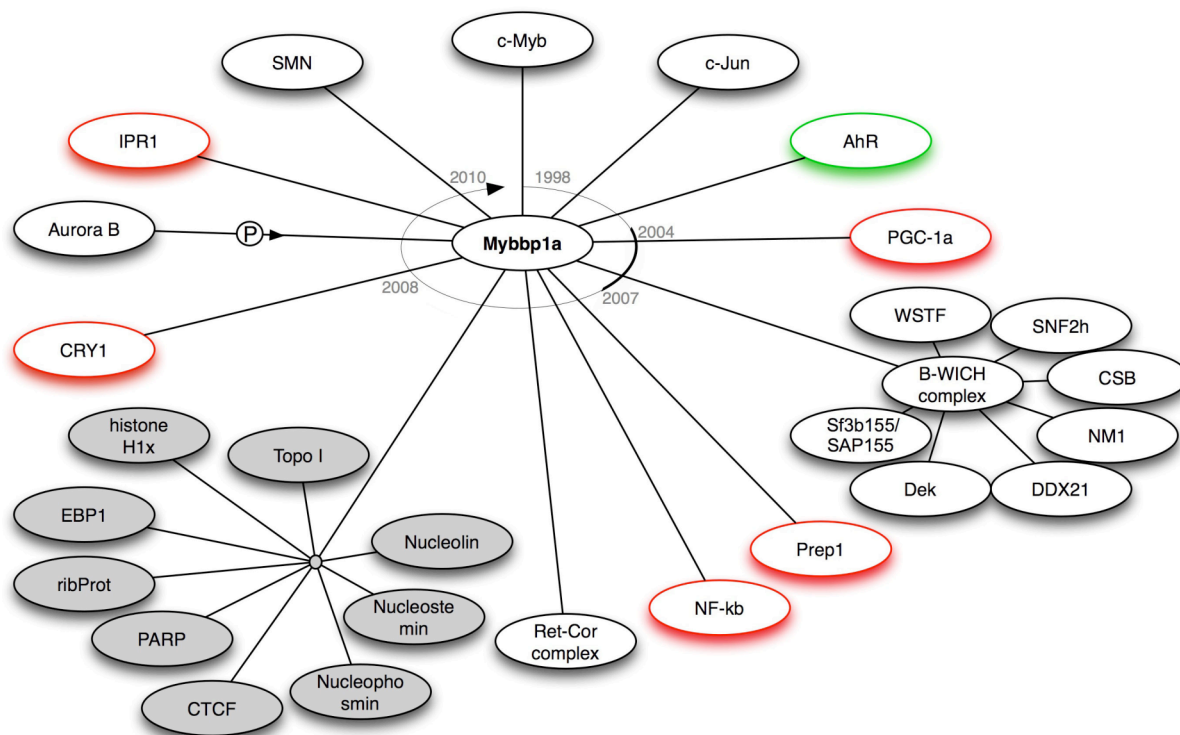 c-Myb
SMN
c-Jun
IPR1
AhR
2010
1998
Aurora B
P
Mybbp1a
2004
PGC-1a
2008
2007
WSTF
SNF2h
CRY1
B-WICH
complex
CSB
histone
H1x
Topo I
Sf3b155/
SAP155
NM1
Dek
DDX21
EBP1
Nucleolin
Prep1
ribProt
Nucleoste
min
NF-kb
PARP
Ret-Cor
complex
Nucleopho
smin
CTCF